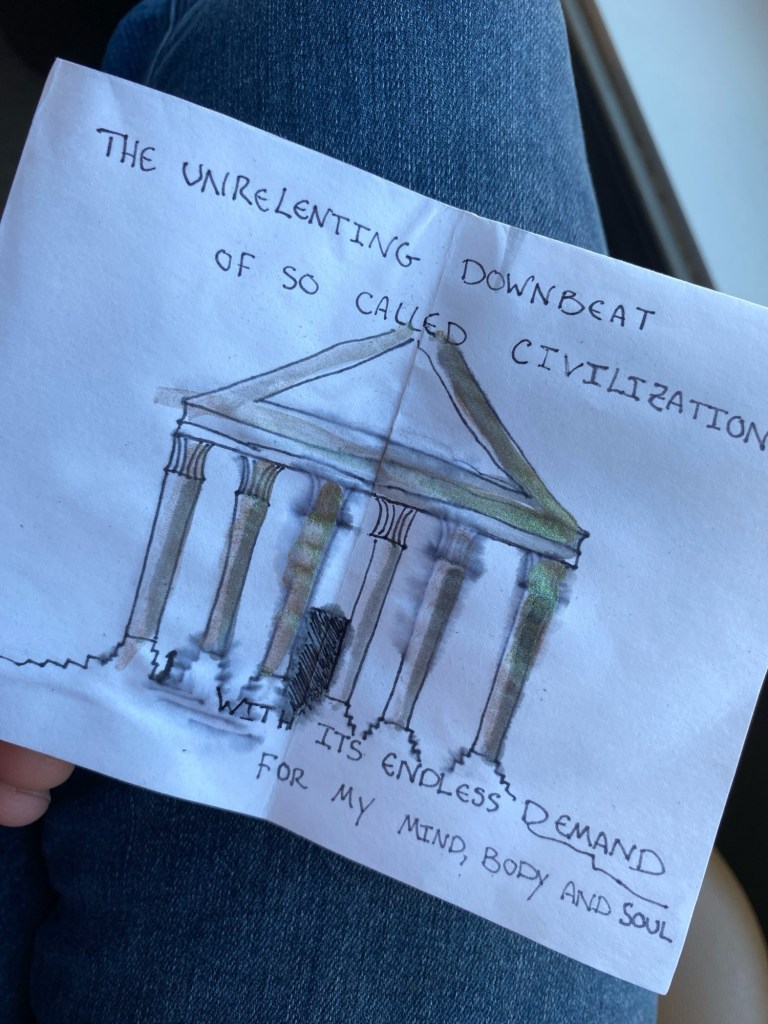 THE UNRELENTING DOWNBEAT
OF SO CALLED CIVILIZATION
WITH ITS ENDLESS DEMAND
FOR MY MIND, BODY AND SOUL